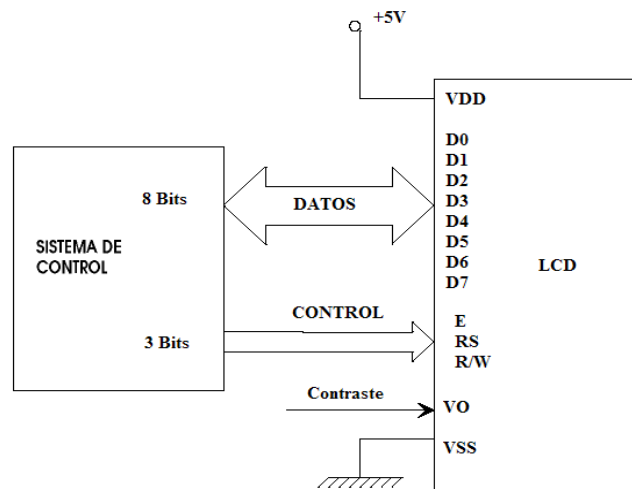 +5V
VDD
D0
D1
D2
D3
D4
D5
D6
D7
8 Bits
DATOS
SISTEMA DE
CONTROL
LCD
CONTROL
3 Bits
E
RS
R/W
Contraste
VO
VSS